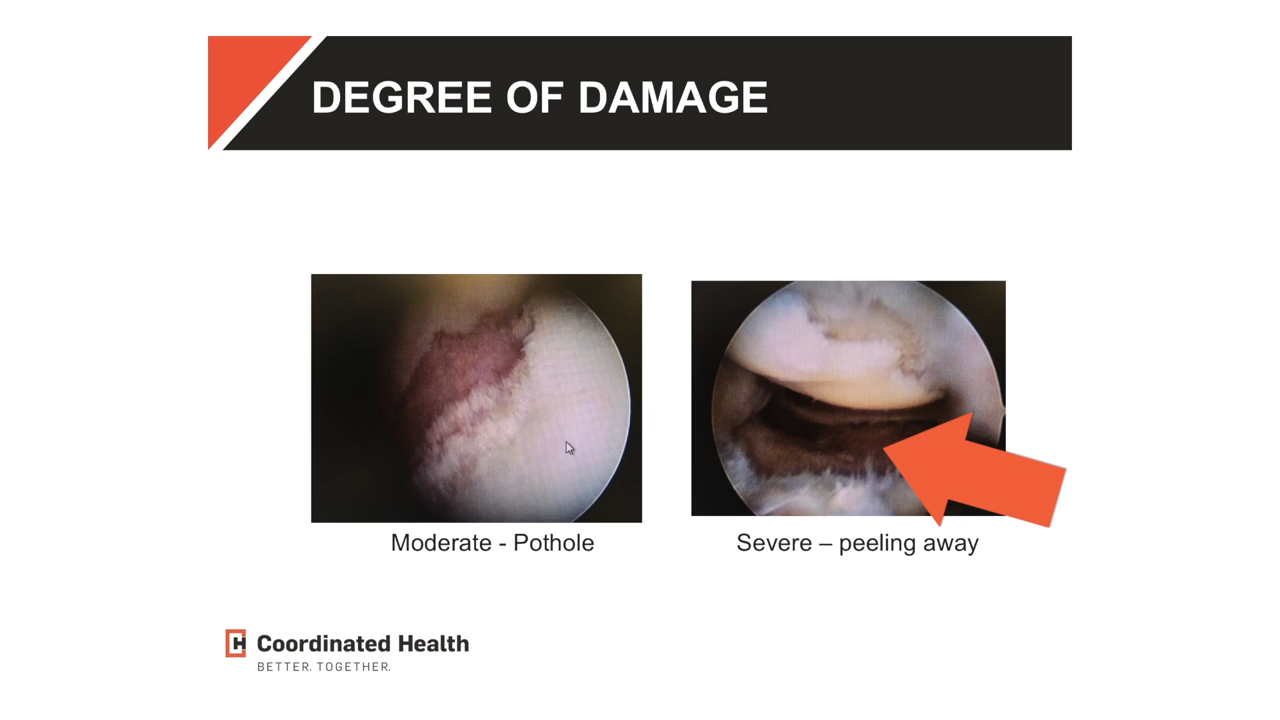 DEGREE OF DAMAGE
Moderate - Pothole
Severe – peeling away
Coordinated Health
BETTER. TOGETHER.